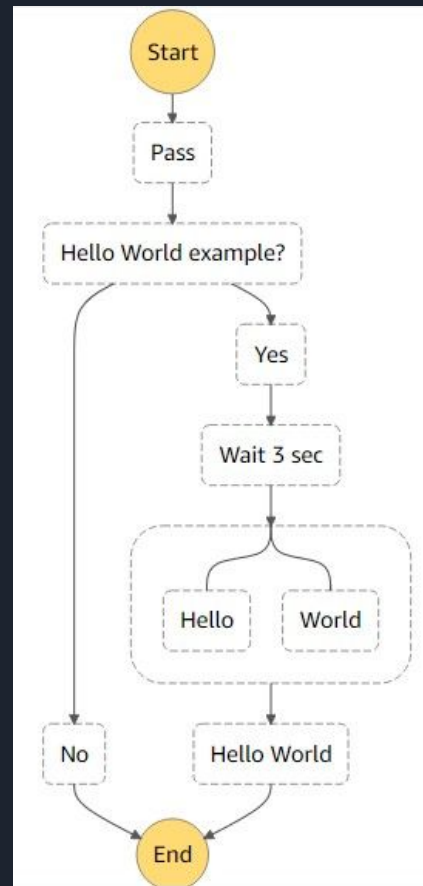 Start
Pass
Hello World example?
Yes
Wait 3 sec
Hello
World
No
Hello World
End